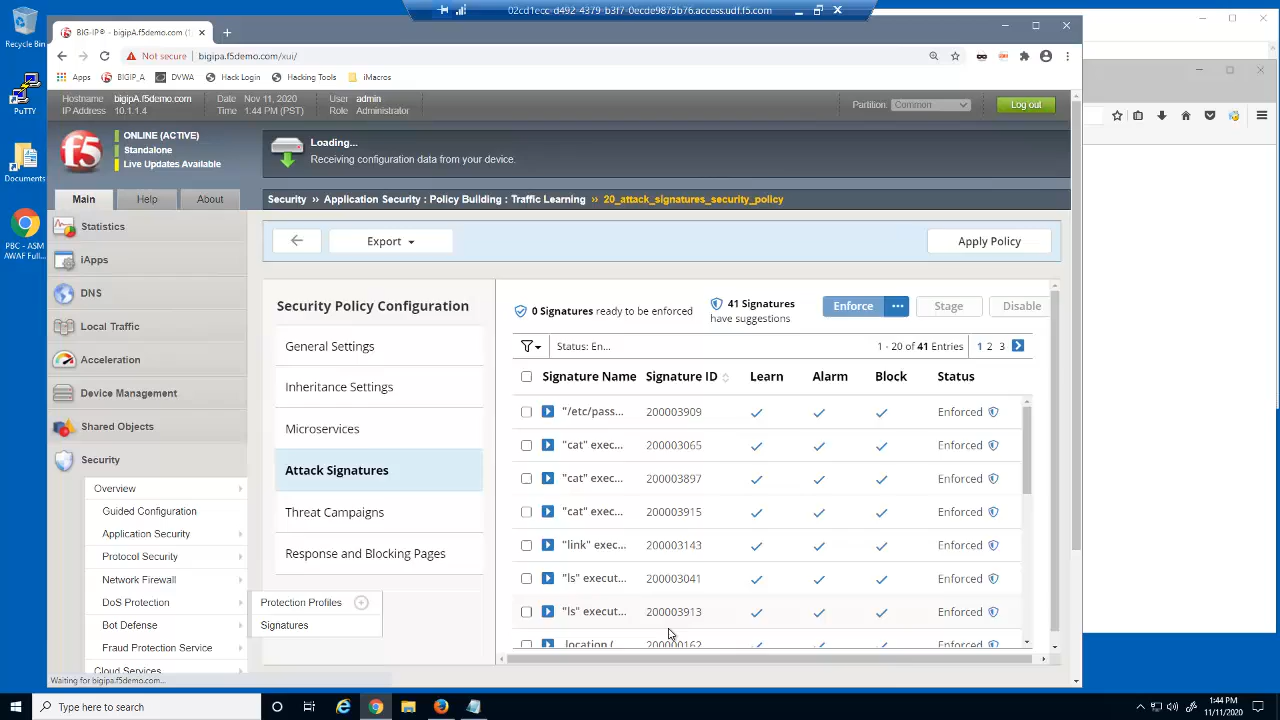 02cd1ecc-d492-4379-b3f7-0ecde9875b76.access.udf.f5.com
Recycle Bin
PuTTY
Documents
PBC - ASM
AWAF Full...
BIG-IP® - bigipA.f5demo.com (1
Not secure
bigipa.f5demo.com/xui/
Apps
BIGIP_A
DVWA
Hack Login
Hacking Tools
iMacros
Hostname bigipA.f5demo.com
IP Address 10.1.1.4
Date Nov 11, 2020
Time 1:44 PM (PST)
User admin
Role Administrator
Partition: Common
Log out
f5
ONLINE (ACTIVE)
Standalone
Live Updates Available
Loading...
Receiving configuration data from your device.
Main
Help
About
Security ›› Application Security : Policy Building : Traffic Learning ›› 20_attack_signatures_security_policy
Statistics
iApps
DNS
Local Traffic
Acceleration
Device Management
Shared Objects
Security
Overview
Guided Configuration
Application Security
Protocol Security
Network Firewall
DoS Protection
Bot Defense
Fraud Protection Service
Cloud Services
Protection Profiles
Signatures
Export
Apply Policy
Security Policy Configuration
General Settings
Inheritance Settings
Microservices
Attack Signatures
Threat Campaigns
Response and Blocking Pages
0 Signatures ready to be enforced
41 Signatures
have suggestions
Enforce
Stage
Disable
Status: En...
1 - 20 of 41 Entries
1 2 3
Signature Name Signature ID Learn Alarm Block Status
"/etc/pass... 200003909 Enforced
"cat" exec... 200003065 Enforced
"cat" exec... 200003897 Enforced
"cat" exec... 200003915 Enforced
"link" exec... 200003143 Enforced
"ls" execut... 200003041 Enforced
"ls" execut... 200003913 Enforced
.location ( 200000162 Enforced
Waiting for bigipa.f5demo.com...
Type here to search
1:44 PM
11/11/2020